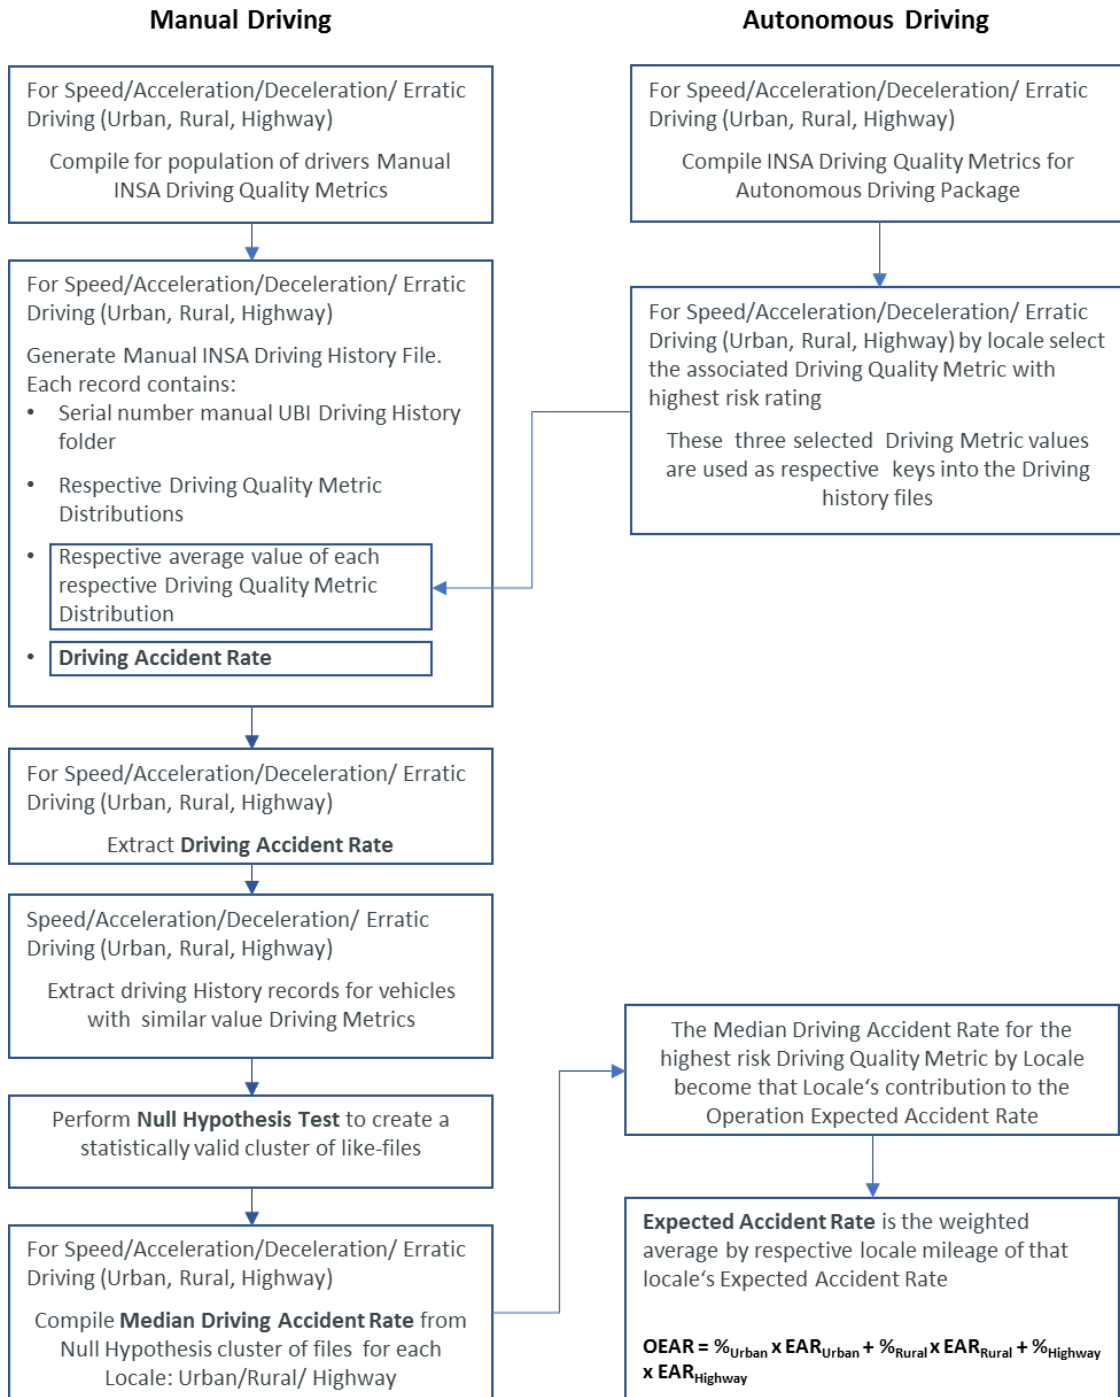 Manual Driving
For Speed/Acceleration/Deceleration/ Erratic
Driving (Urban, Rural, Highway)
Compile for population of drivers Manual
INSA Driving Quality Metrics
For Speed/Acceleration/Deceleration/ Erratic
Driving (Urban, Rural, Highway)
Generate Manual INSA Driving History File.
Each record contains:
• Serial number manual UBI Driving History
folder
• Respective Driving Quality Metric
Distributions
• Respective average value of each
respective Driving Quality Metric
Distribution
• Driving Accident Rate
For Speed/Acceleration/Deceleration/ Erratic
Driving (Urban, Rural, Highway)
Extract Driving Accident Rate
Speed/Acceleration/Deceleration/ Erratic
Driving (Urban, Rural, Highway)
Extract driving History records for vehicles
with similar value Driving Metrics
Perform Null Hypothesis Test to create a
statistically valid cluster of like-files
For Speed/Acceleration/Deceleration/ Erratic
Driving (Urban, Rural, Highway)
Compile Median Driving Accident Rate from
Null Hypothesis cluster of files for each
Locale: Urban/Rural/ Highway
Autonomous Driving
For Speed/Acceleration/Deceleration/ Erratic
Driving (Urban, Rural, Highway)
Compile INSA Driving Quality Metrics for
Autonomous Driving Package
For Speed/Acceleration/Deceleration/ Erratic
Driving (Urban, Rural, Highway) by locale select
the associated Driving Quality Metric with
highest risk rating
These three selected Driving Metric values
are used as respective keys into the Driving
history files
The Median Driving Accident Rate for the
highest risk Driving Quality Metric by Locale
become that Locale‘s contribution to the
Operation Expected Accident Rate
Expected Accident Rate is the weighted
average by respective locale mileage of that
locale‘s Expected Accident Rate
OEAR = %Urban x EARUrban + %Rural x EARRural + %Highway
x EARHighway